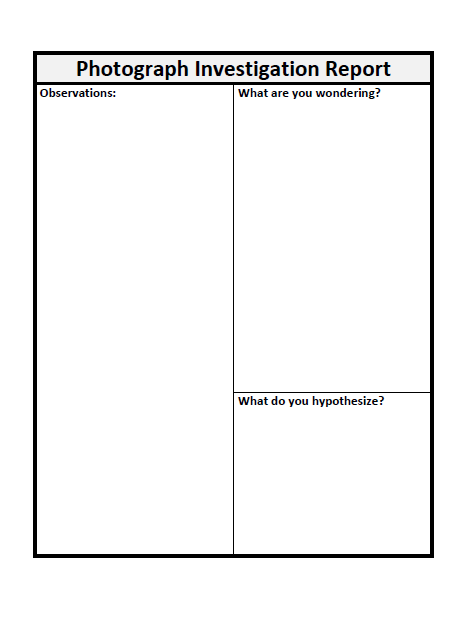 Photograph Investigation Report
Observations:
What are you wondering?
What do you hypothesize?